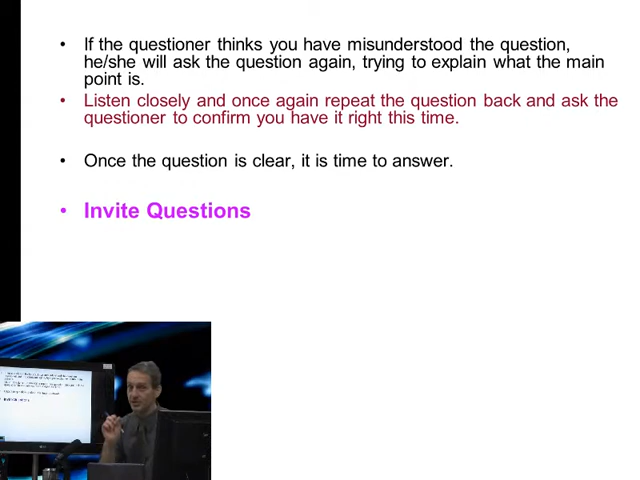 • If the questioner thinks you have misunderstood the question,
he/she will ask the question again, trying to explain what the main
point is.
• Listen closely and once again repeat the question back and ask the
questioner to confirm you have it right this time.
• Once the question is clear, it is time to answer.
• Invite Questions